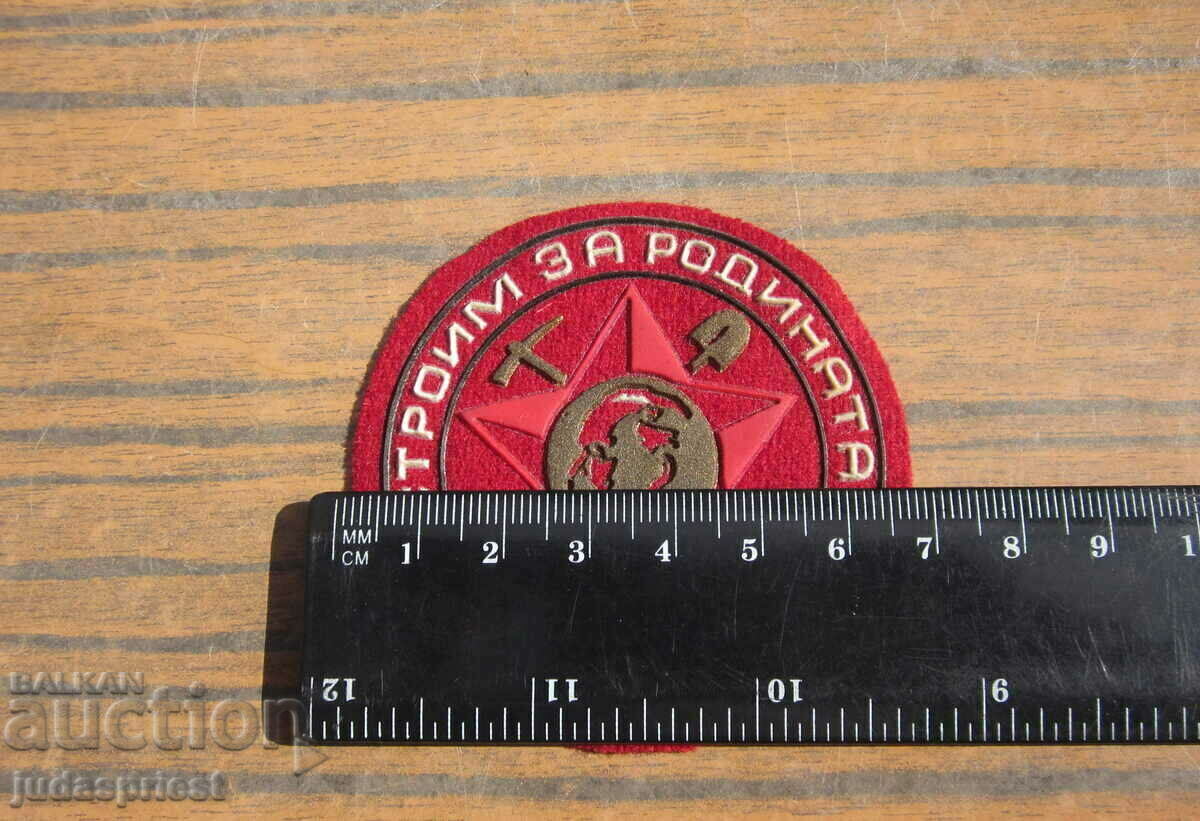 СТРОИМ ЗА РОДИНАТА
MM
CM
1 2 3 4 5 6 7 8 9 1
12 11 10 9
BALKAN
auction
judaspriest